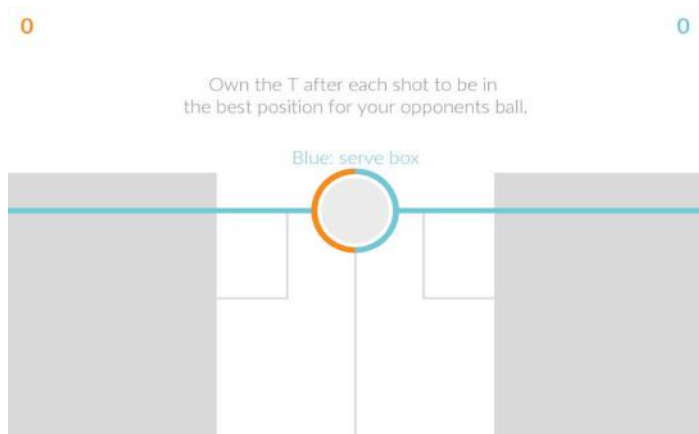 0
0
Own the T after each shot to be in
the best position for your opponents ball.
Blue: serve box